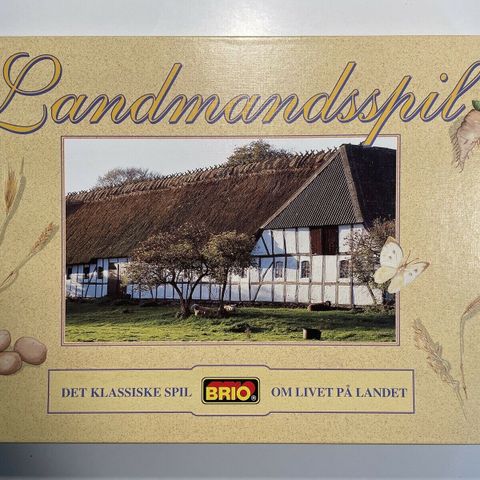 Landmandsspil
DET KLASSISKE SPIL BRIO® OM LIVET PÅ LANDET